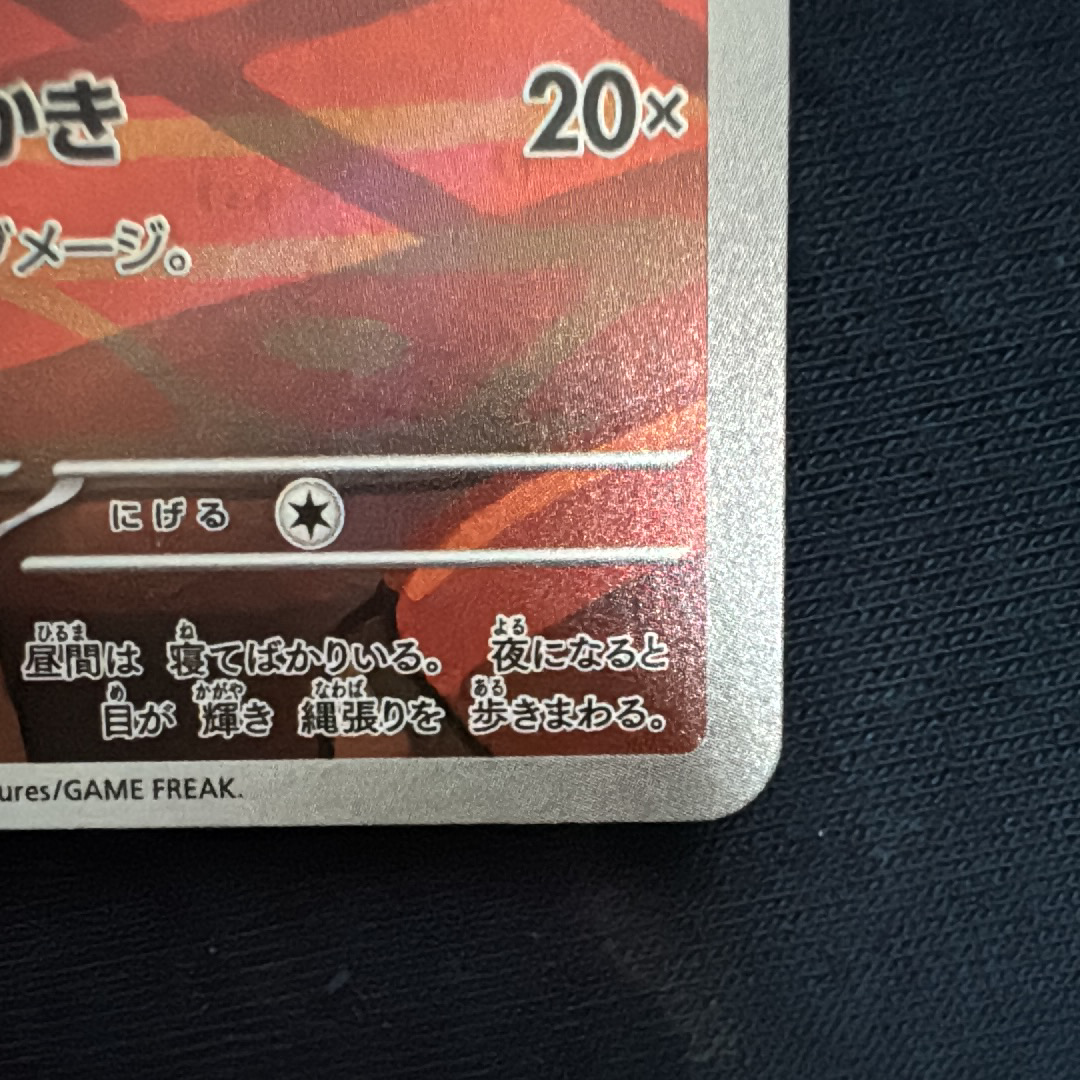 かき 20×
ダメージ。
にげる
昼間は 寝てばかりいる。 夜になると
目が 輝き 縄張りを 歩きまわる。
ures/GAME FREAK.